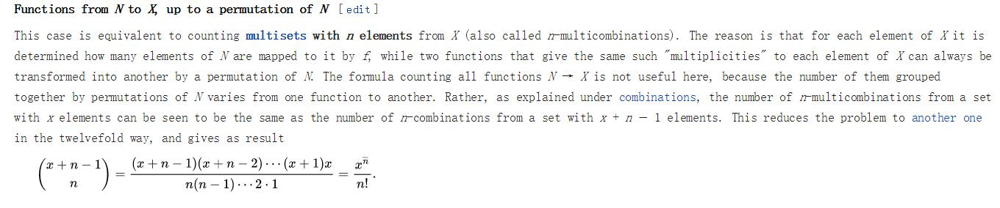 Functions from N to X, up to a permutation of N [edit]
This case is equivalent to counting multisets with n elements from X (also called n-multicombinations). The reason is that for each element of X it is
determined how many elements of N are mapped to it by f, while two functions that give the same such "multiplicities" to each element of X can always be
transformed into another by a permutation of N. The formula counting all functions N → X is not useful here, because the number of them grouped
together by permutations of N varies from one function to another. Rather, as explained under combinations, the number of n-multicombinations from a set
with x elements can be seen to be the same as the number of n-combinations from a set with x + n − 1 elements. This reduces the problem to another one
in the twelvefold way, and gives as result
\binom{x+n-1}{n} = \frac{(x+n-1)(x+n-2)\cdots(x+1)x}{n(n-1)\cdots2\cdot1} = \frac{x^{\overline{n}}}{n!}.